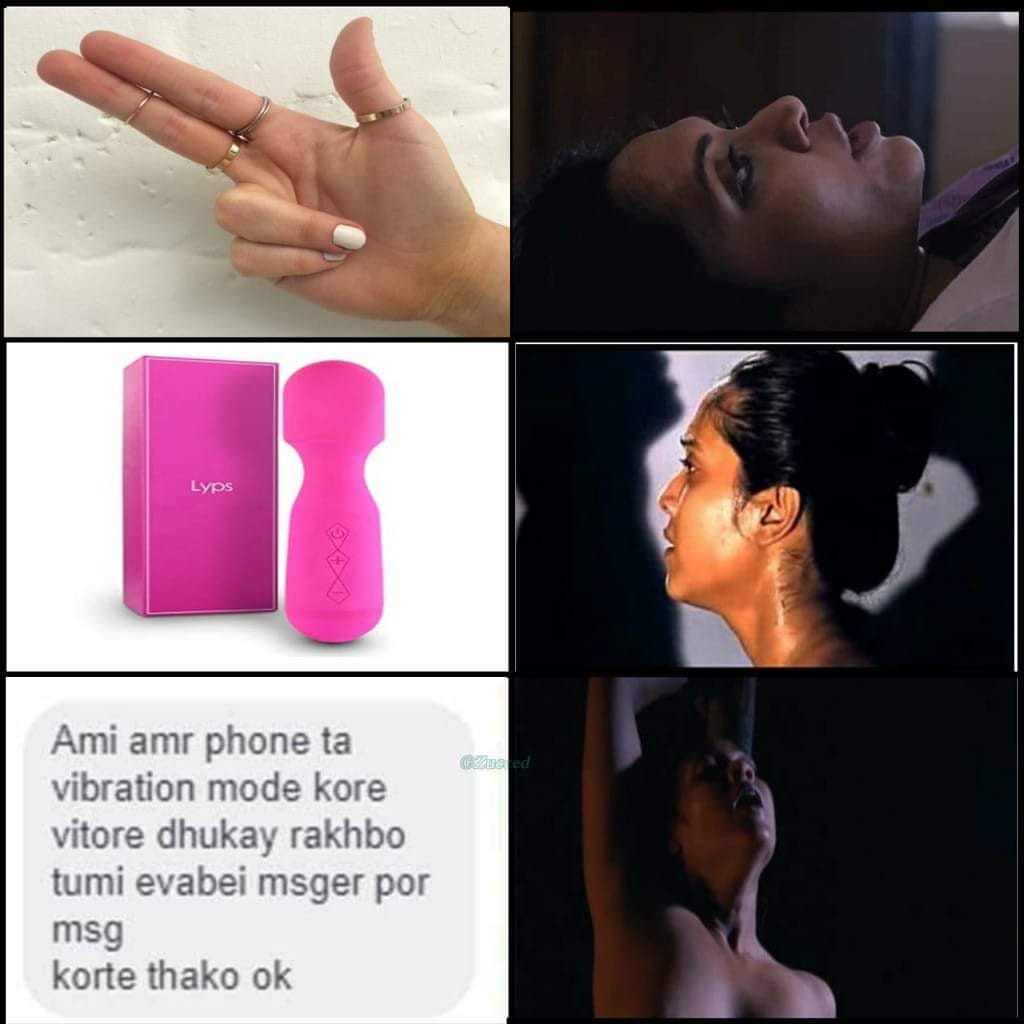 Lyps
Ami amr phone ta
vibration mode kore
vitore dhukay rakhbo
tumi evabei msger por
msg
korte thako ok
@Zucced